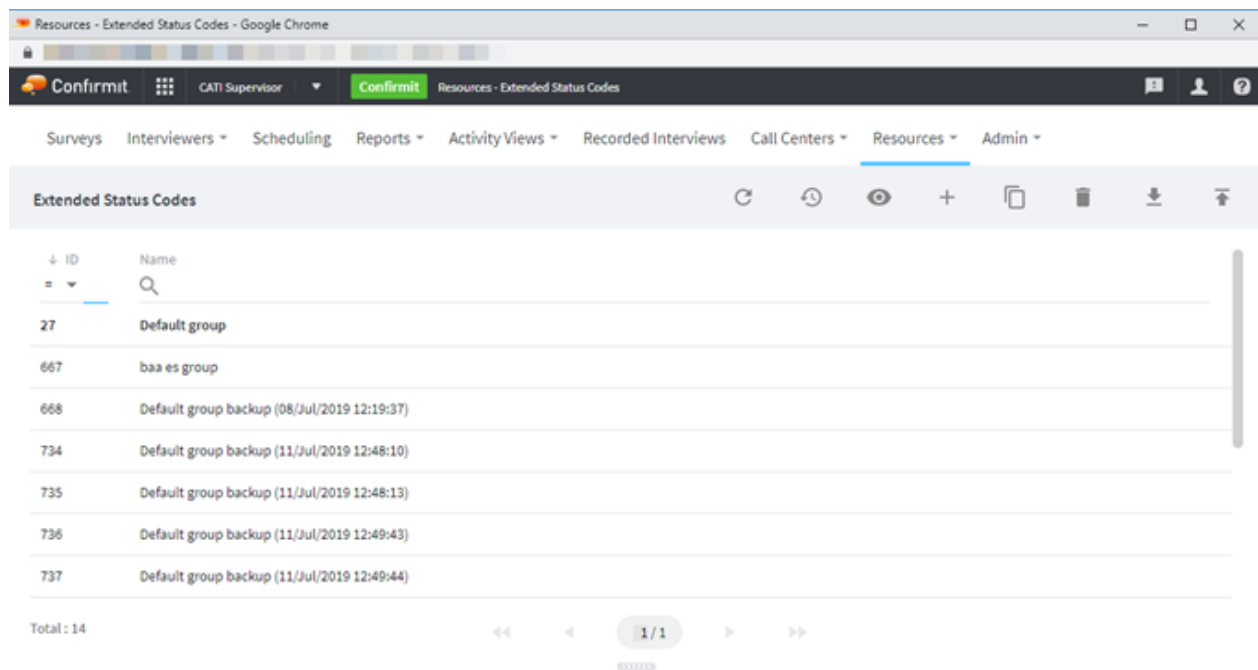 Resources - Extended Status Codes - Google Chrome
Confirmit CATI Supervisor Confirmit Resources - Extended Status Codes
Surveys Interviewers Scheduling Reports Activity Views Recorded Interviews Call Centers Resources Admin
Extended Status Codes
ID Name
=
27 Default group
667 baa es group
668 Default group backup (08/Jul/2019 12:19:37)
734 Default group backup (11/Jul/2019 12:48:10)
735 Default group backup (11/Jul/2019 12:48:13)
736 Default group backup (11/Jul/2019 12:49:43)
737 Default group backup (11/Jul/2019 12:49:44)
Total : 14 1 / 1